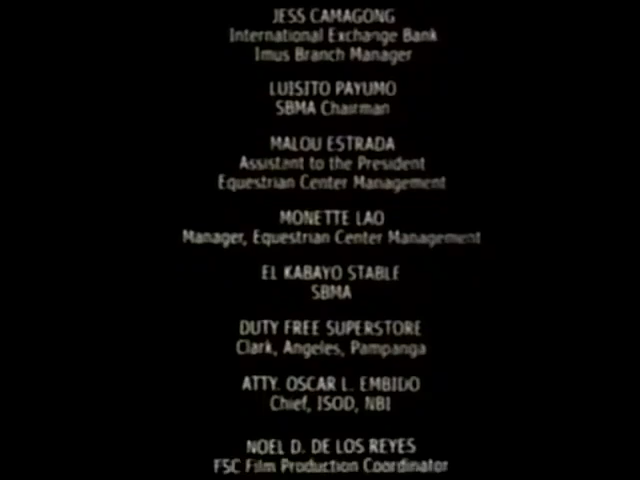 JESS CAMAGONG
International Exchange Bank
Imus Branch Manager
LUISITO PAYUMO
SBMA Chairman
MALOU ESTRADA
Assistant to the President
Equestrian Center Management
MONETTE LAO
Manager, Equestrian Center Management
EL KABAYO STABLE
SBMA
DUTY FREE SUPERSTORE
Clark, Angeles, Pampanga
ATTY. OSCAR L. EMBIDO
Chief, ISOD, NBI
NOEL D. DE LOS REYES
FSC Film Production Coordinator